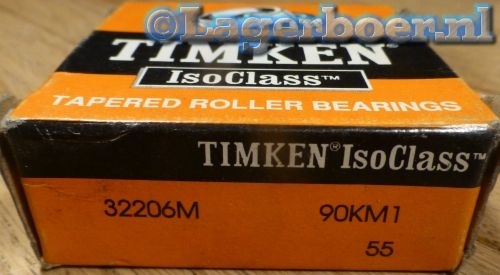 ©Lagerboer.nl
TIMKEN
IsoClass™
TAPERED ROLLER BEARINGS
TIMKEN® IsoClass™
32206M 90KM1
55